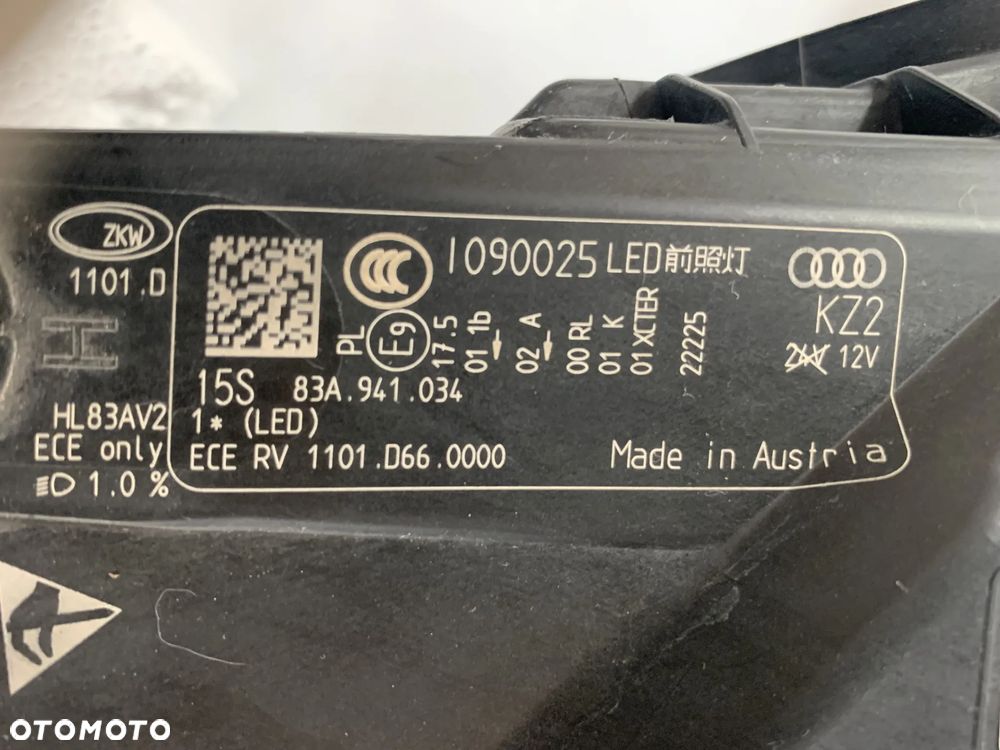 ZKW
1101.D
H
HL83AV2
ECE only
1.0 %
CCC
1090025 LED前照灯
KZ2
24V 12V
PL
E9
17.5
01 1b
02 A
00 RL
01 K
01 XCTER
22225
15S 83A.941.034
1* (LED)
ECE RV 1101.D66.0000
Made in Austria
OTOMOTO